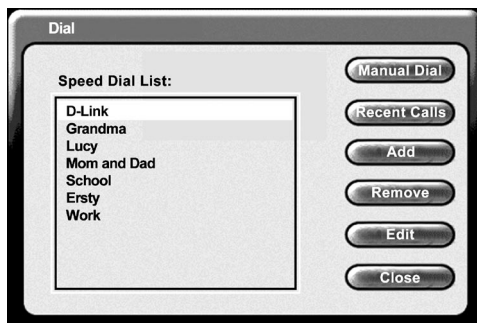 Dial
Speed Dial List:
D-Link
Grandma
Lucy
Mom and Dad
School
Ersty
Work
Manual Dial
Recent Calls
Add
Remove
Edit
Close